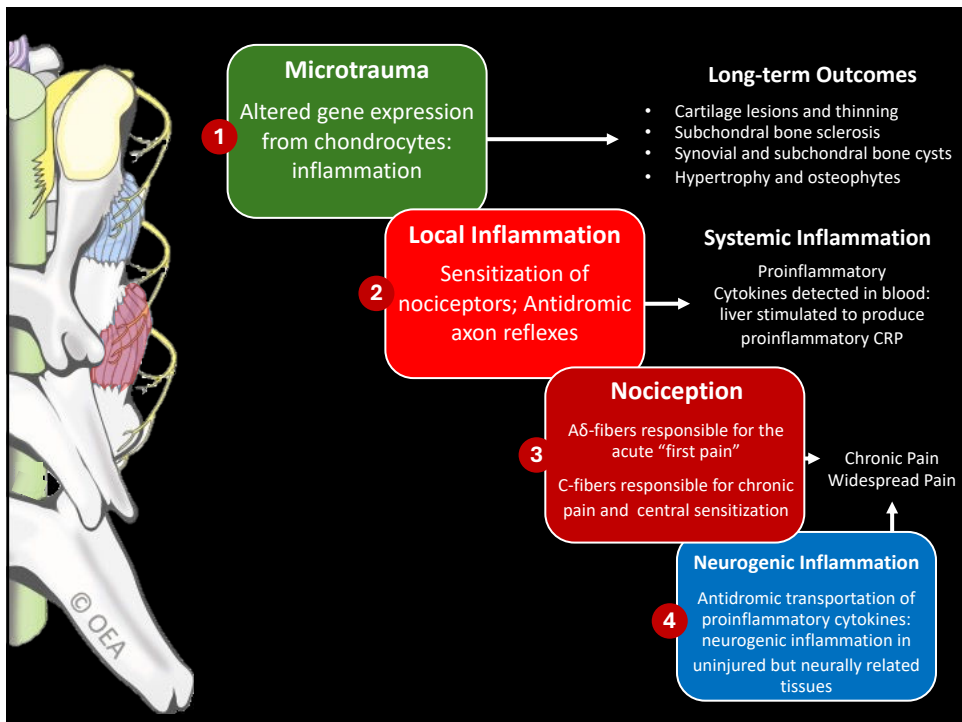 Microtrauma
1
Altered gene expression
from chondrocytes:
inflammation
Long-term Outcomes
• Cartilage lesions and thinning
• Subchondral bone sclerosis
• Synovial and subchondral bone cysts
• Hypertrophy and osteophytes
Local Inflammation
2
Sensitization of
nociceptors; Antidromic
axon reflexes
Systemic Inflammation
Proinflammatory
Cytokines detected in blood:
liver stimulated to produce
proinflammatory CRP
Nociception
3
Aδ-fibers responsible for the
acute “first pain”
C-fibers responsible for chronic
pain and central sensitization
Chronic Pain
Widespread Pain
Neurogenic Inflammation
4
Antidromic transportation of
proinflammatory cytokines:
neurogenic inflammation in
uninjured but neurally related
tissues
© OEA